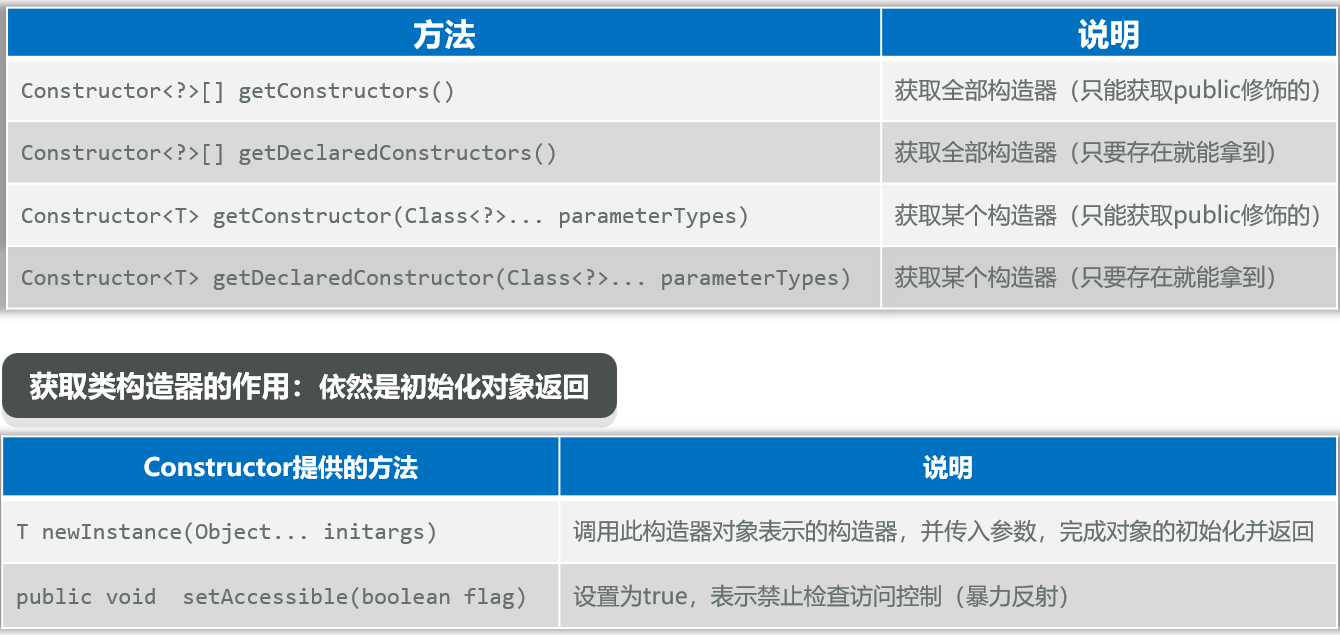 方法 说明
Constructor<?>[] getConstructors() 获取全部构造器（只能获取public修饰的）
Constructor<?>[] getDeclaredConstructors() 获取全部构造器（只要存在就能拿到）
Constructor<T> getConstructor(Class<?>... parameterTypes) 获取某个构造器（只能获取public修饰的）
Constructor<T> getDeclaredConstructor(Class<?>... parameterTypes) 获取某个构造器（只要存在就能拿到）
获取类构造器的作用：依然是初始化对象返回
Constructor提供的方法 说明
T newInstance(Object... initargs) 调用此构造器对象表示的构造器，并传入参数，完成对象的初始化并返回
public void  setAccessible(boolean flag) 设置为true，表示禁止检查访问控制（暴力反射）